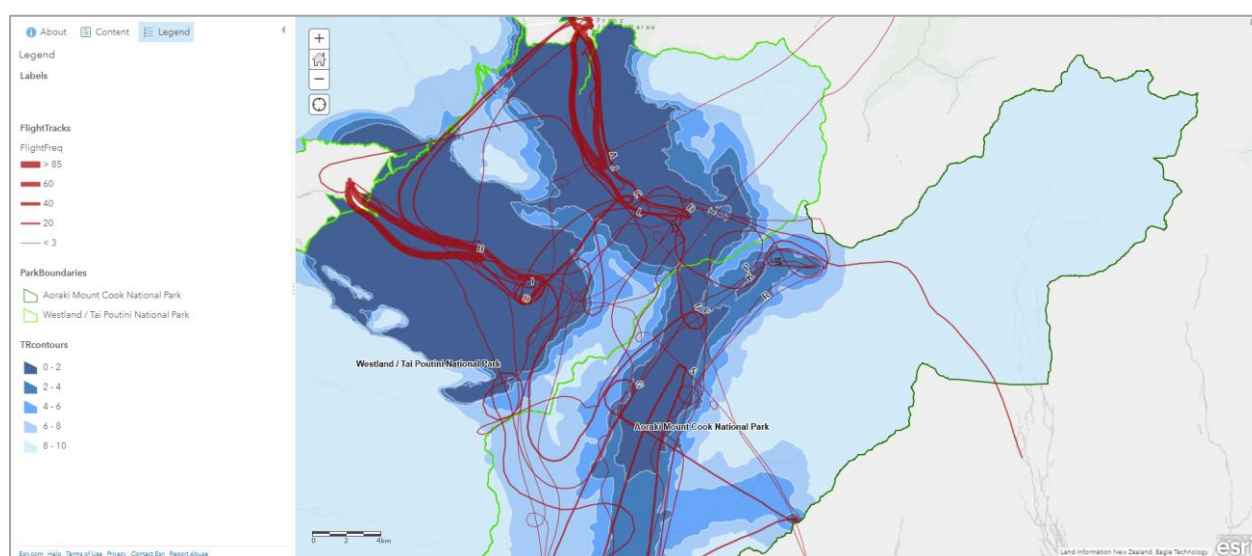 About Content Legend
Legend
Labels
FlightTracks
FlightFreq
> 85
60
40
20
< 3
ParkBoundaries
Aoraki Mount Cook National Park
Westland / Tai Poutini National Park
TRcontours
0 - 2
2 - 4
4 - 6
6 - 8
8 - 10
Esri.com Help Terms of Use Privacy Contact Esri Report Abuse
+
−
Franz
Westland / Tai Poutini National Park
Aoraki Mount Cook National Park
0 2 4km
Land Information New Zealand, Eagle Technology
esri